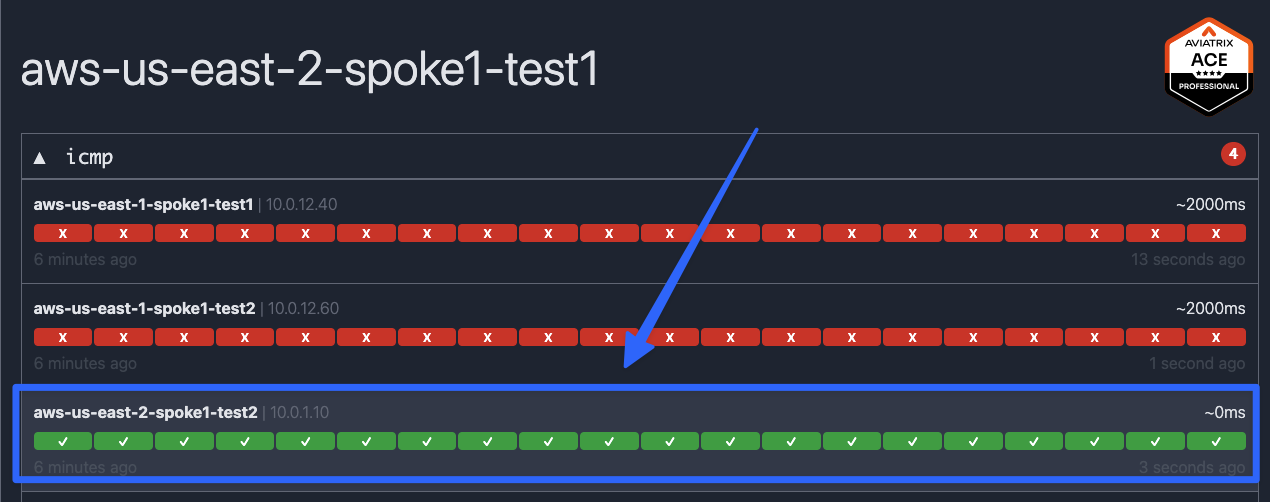 AVIATRIX
ACE
PROFESSIONAL
aws-us-east-2-spoke1-test1
▲ icmp 4
aws-us-east-1-spoke1-test1 | 10.0.12.40 ~2000ms
X X X X X X X X X X X X X X X X X X X X
6 minutes ago 13 seconds ago
aws-us-east-1-spoke1-test2 | 10.0.12.60 ~2000ms
X X X X X X X X X X X X X X X X X X X X
6 minutes ago 1 second ago
aws-us-east-2-spoke1-test2 | 10.0.1.10 ~0ms
✓ ✓ ✓ ✓ ✓ ✓ ✓ ✓ ✓ ✓ ✓ ✓ ✓ ✓ ✓ ✓ ✓ ✓ ✓ ✓
6 minutes ago 3 seconds ago